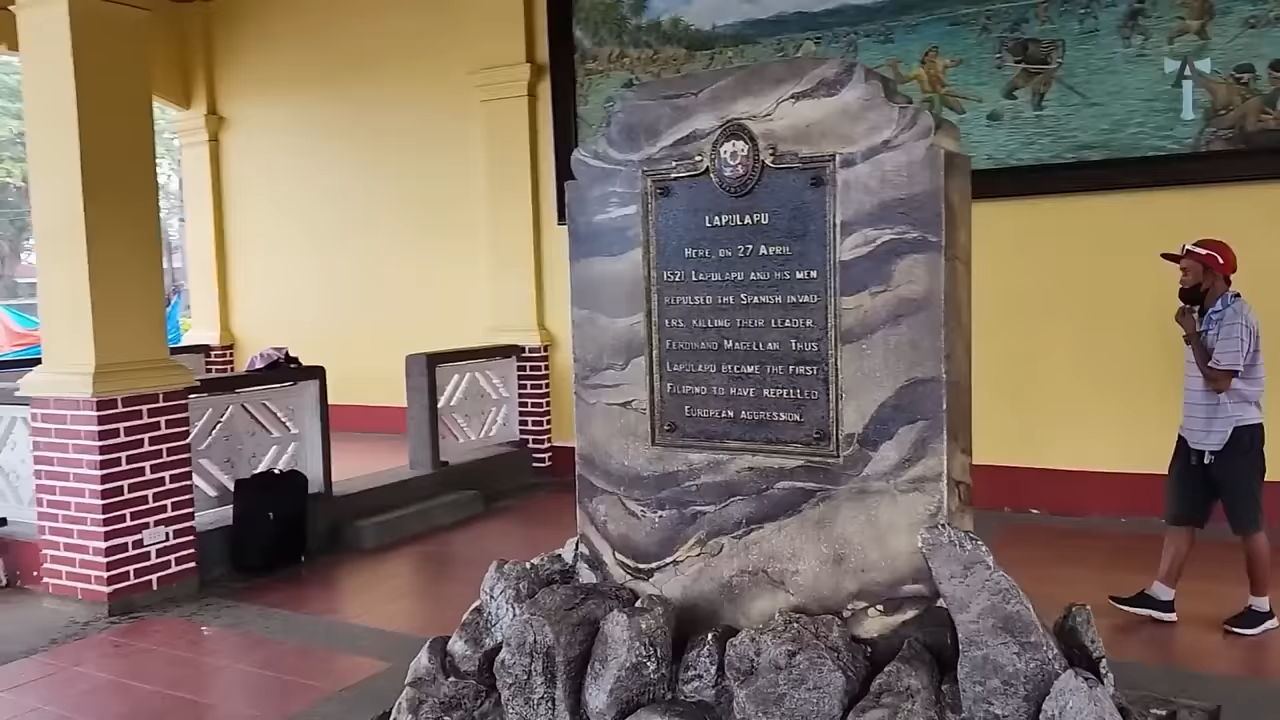 LAPULAPU
HERE, ON 27 APRIL
1521, LAPULAPU AND HIS MEN
REPULSED THE SPANISH INVAD-
ERS, KILLING THEIR LEADER,
FERDINAND MAGELLAN. THUS
LAPULAPU BECAME THE FIRST
FILIPINO TO HAVE REPELLED
EUROPEAN AGGRESSION.